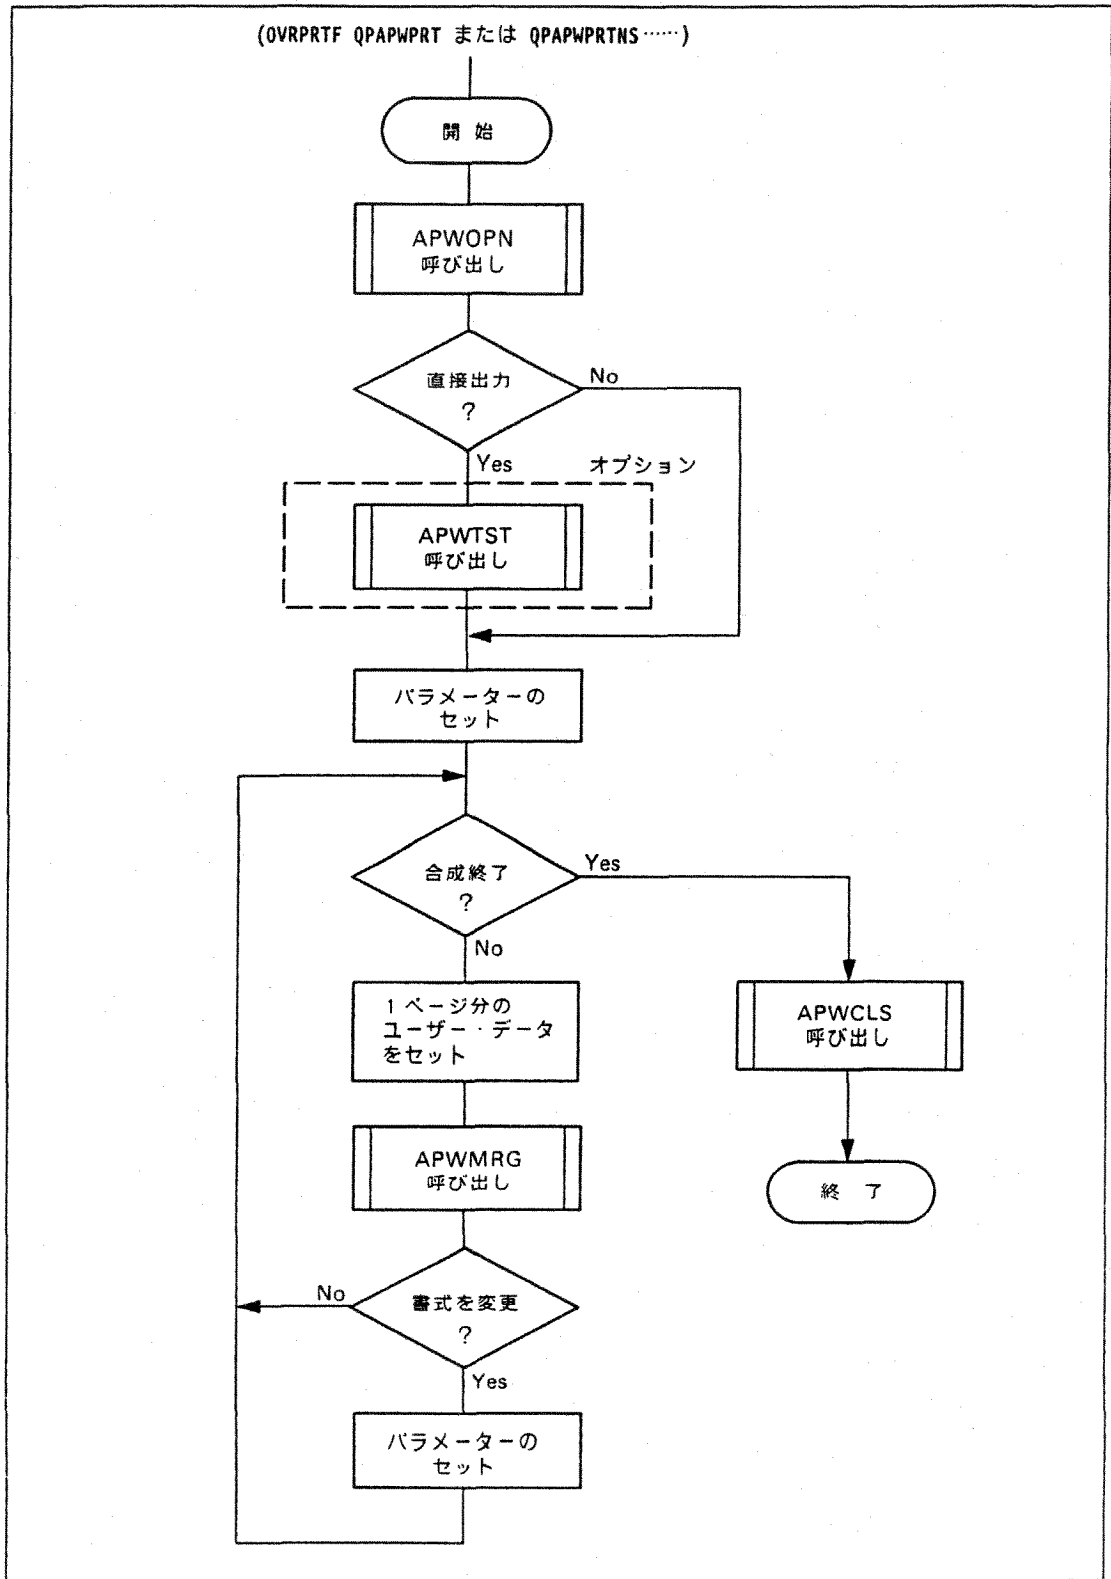 (OVRPRTF QPAPWPRT または QPAPWPRTNS……)
開 始
APWOPN
呼び出し
直接出力
?
No
Yes
オプション
APWTST
呼び出し
パラメーターの
セット
合成終了
?
Yes
No
1 ページ分の
ユーザー・データ
をセット
APWCLS
呼び出し
APWMRG
呼び出し
終 了
書式を変更
?
No
Yes
パラメーターの
セット